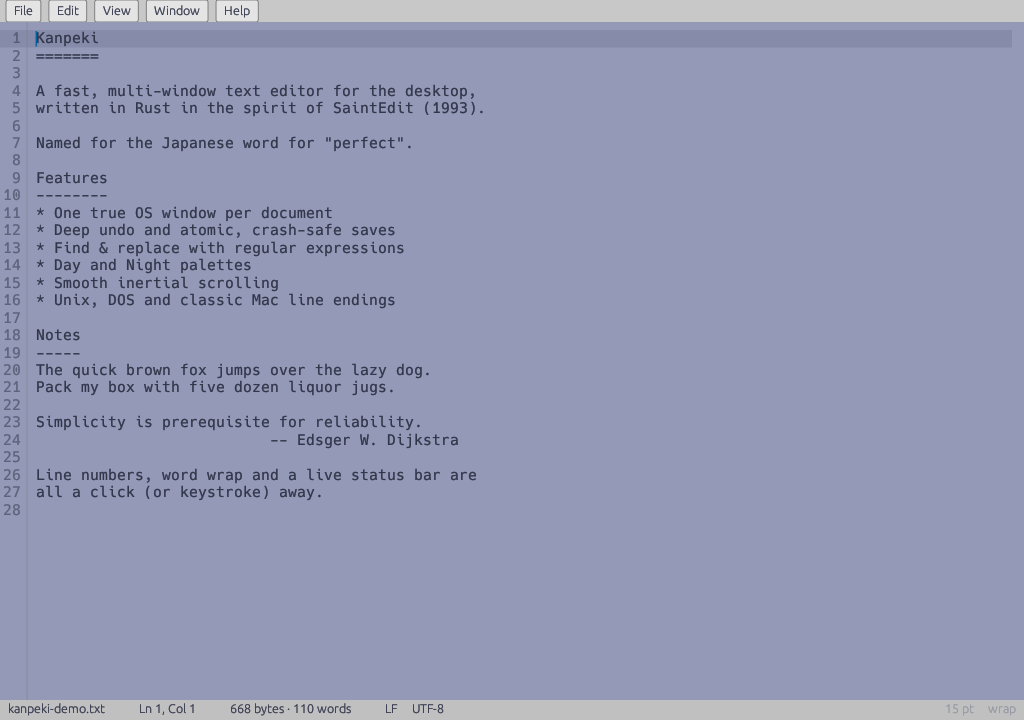 File Edit View Window Help
1 Kanpeki
2 =======
3
4 A fast, multi-window text editor for the desktop,
5 written in Rust in the spirit of SaintEdit (1993).
6
7 Named for the Japanese word for "perfect".
8
9 Features
10 --------
11 * One true OS window per document
12 * Deep undo and atomic, crash-safe saves
13 * Find & replace with regular expressions
14 * Day and Night palettes
15 * Smooth inertial scrolling
16 * Unix, DOS and classic Mac line endings
17
18 Notes
19 -----
20 The quick brown fox jumps over the lazy dog.
21 Pack my box with five dozen liquor jugs.
22
23 Simplicity is prerequisite for reliability.
24                           -- Edsger W. Dijkstra
25
26 Line numbers, word wrap and a live status bar are
27 all a click (or keystroke) away.
28
kanpeki-demo.txt Ln 1, Col 1 668 bytes · 110 words LF UTF-8 15 pt wrap